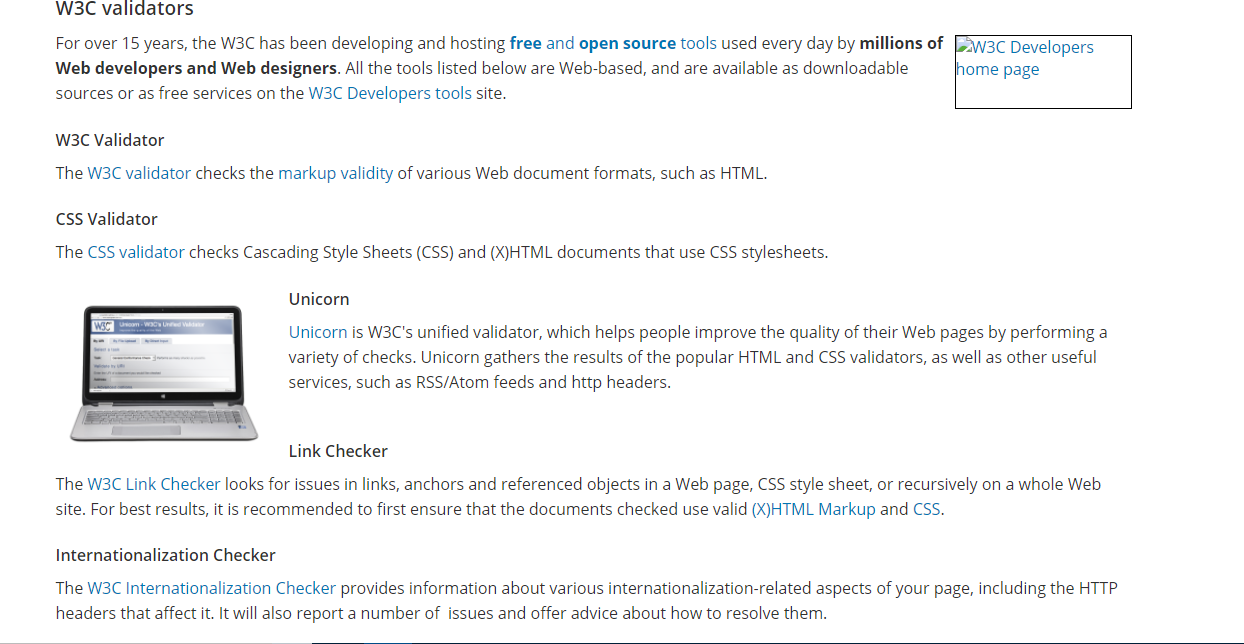 W3C validators
For over 15 years, the W3C has been developing and hosting free and open source tools used every day by millions of
Web developers and Web designers. All the tools listed below are Web-based, and are available as downloadable
sources or as free services on the W3C Developers tools site.
W3C Developers
home page
W3C Validator
The W3C validator checks the markup validity of various Web document formats, such as HTML.
CSS Validator
The CSS validator checks Cascading Style Sheets (CSS) and (X)HTML documents that use CSS stylesheets.
W3C Unicorn - W3C's Unified Validator
Unicorn
Unicorn is W3C's unified validator, which helps people improve the quality of their Web pages by performing a
variety of checks. Unicorn gathers the results of the popular HTML and CSS validators, as well as other useful
services, such as RSS/Atom feeds and http headers.
Link Checker
The W3C Link Checker looks for issues in links, anchors and referenced objects in a Web page, CSS style sheet, or recursively on a whole Web
site. For best results, it is recommended to first ensure that the documents checked use valid (X)HTML Markup and CSS.
Internationalization Checker
The W3C Internationalization Checker provides information about various internationalization-related aspects of your page, including the HTTP
headers that affect it. It will also report a number of  issues and offer advice about how to resolve them.